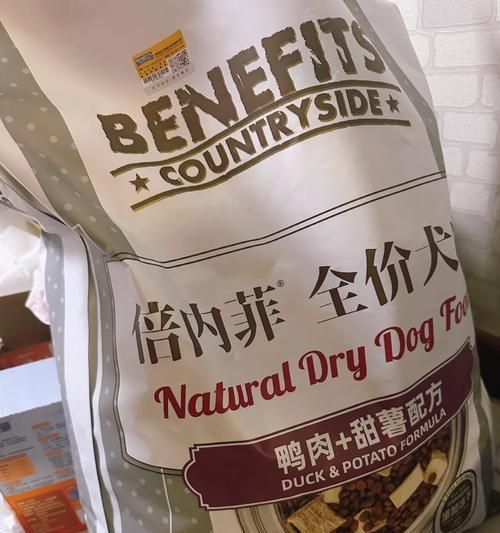 BENEFITS
COUNTRYSIDE
倍内菲® 全价犬
Natural Dry Dog Foo
鸭肉+甜薯配方
DUCK & POTATO FORMULA